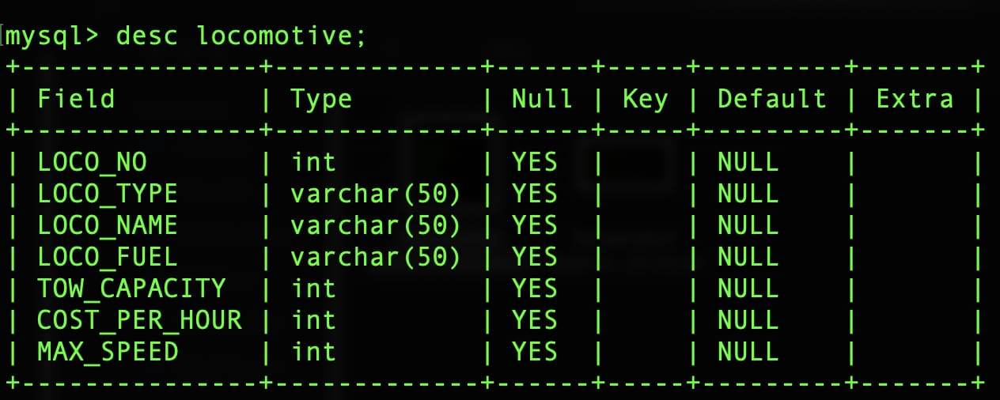 mysql> desc locomotive;
+---------------+-------------+------+-----+---------+-------+
| Field         | Type        | Null | Key | Default | Extra |
+---------------+-------------+------+-----+---------+-------+
| LOCO_NO       | int         | YES  |     | NULL    |       |
| LOCO_TYPE     | varchar(50) | YES  |     | NULL    |       |
| LOCO_NAME     | varchar(50) | YES  |     | NULL    |       |
| LOCO_FUEL     | varchar(50) | YES  |     | NULL    |       |
| TOW_CAPACITY  | int         | YES  |     | NULL    |       |
| COST_PER_HOUR | int         | YES  |     | NULL    |       |
| MAX_SPEED     | int         | YES  |     | NULL    |       |
+---------------+-------------+------+-----+---------+-------+